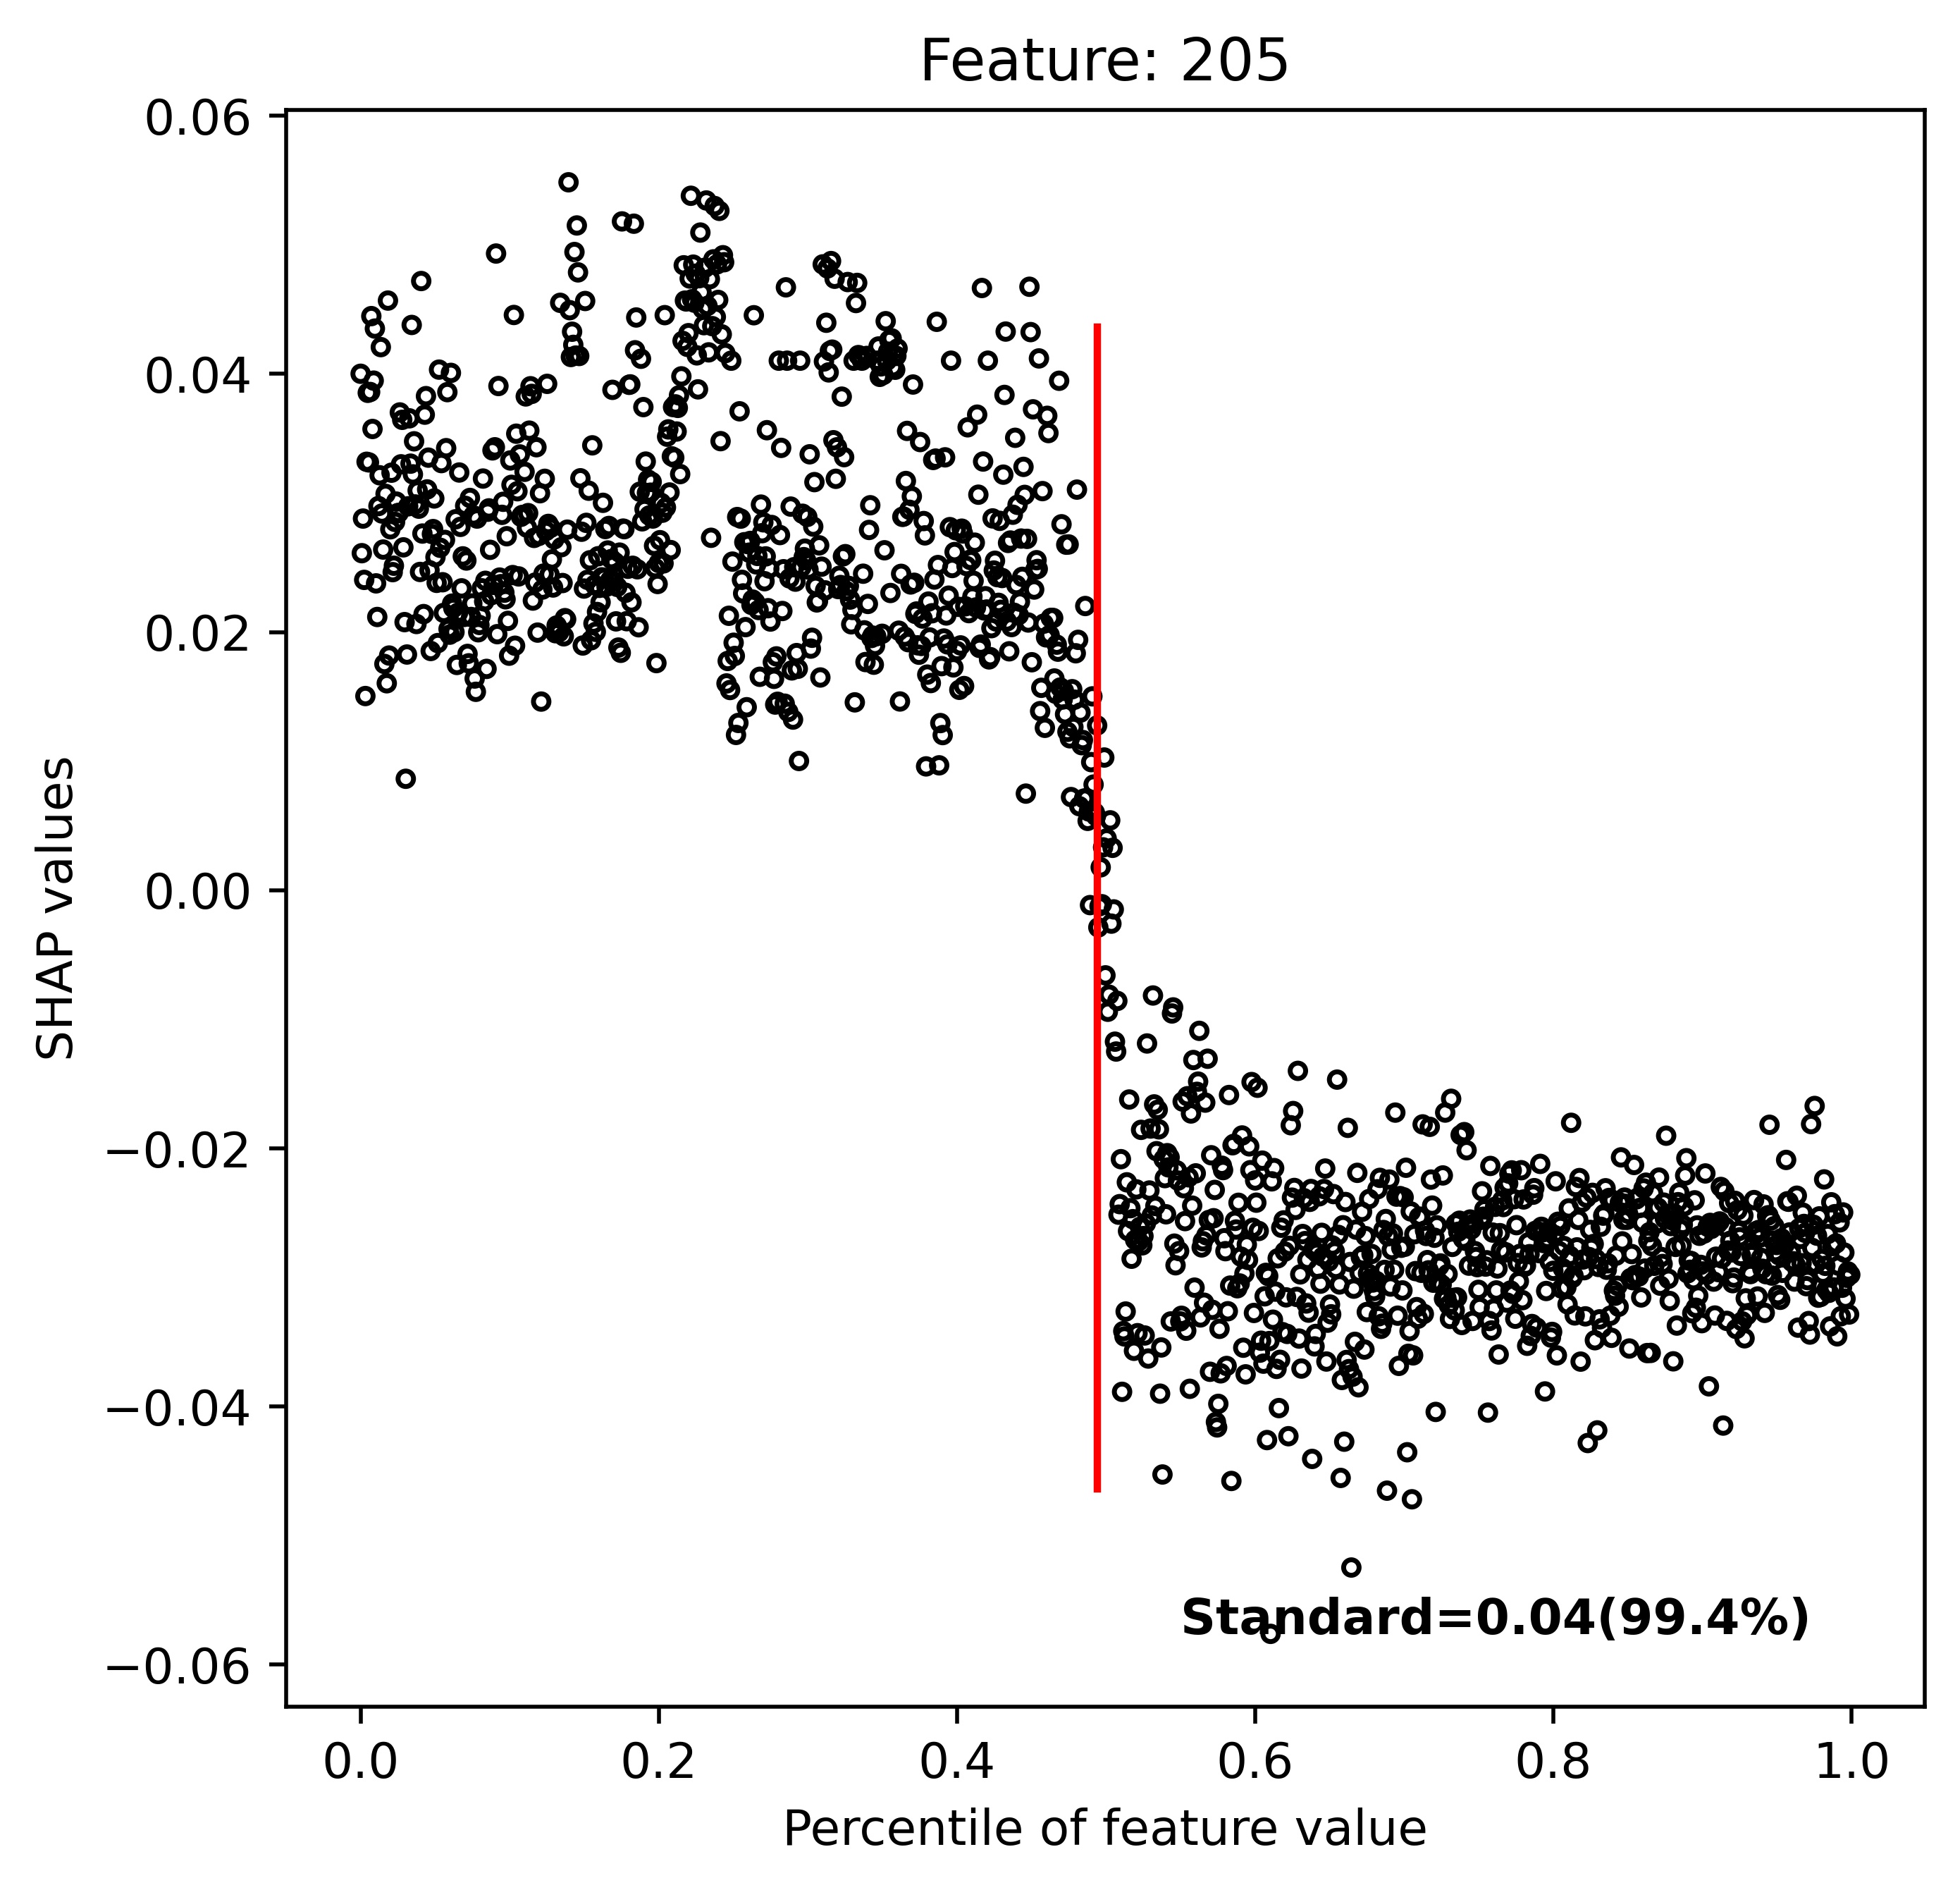 Feature: 205
0.06
0.04
0.02
0.00
−0.02
−0.04
−0.06
SHAP values
Standard=0.04(99.4%)
0.0 0.2 0.4 0.6 0.8 1.0
Percentile of feature value